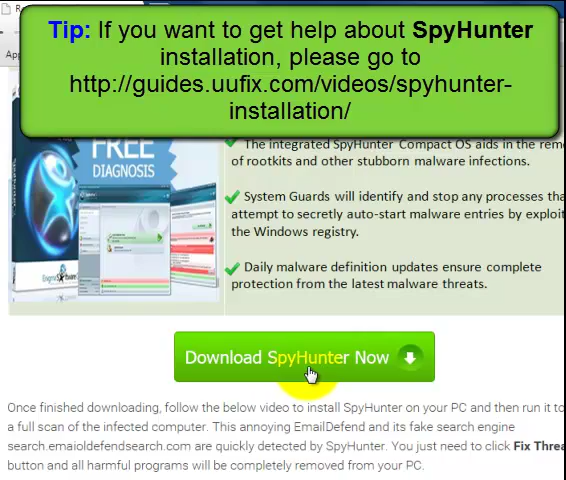 Tip: If you want to get help about SpyHunter
installation, please go to
http://guides.uufix.com/videos/spyhunter-
installation/
FREE
DIAGNOSIS
The integrated SpyHunter Compact OS aids in the rem
of rootkits and other stubborn malware infections.
System Guards will identify and stop any processes tha
attempt to secretly auto-start malware entries by exploit
the Windows registry.
Daily malware definition updates ensure complete
protection from the latest malware threats.
Download SpyHunter Now
Once finished downloading, follow the below video to install SpyHunter on your PC and then run it to
a full scan of the infected computer. This annoying EmailDefend and its fake search engine
search.emaioldefendsearch.com are quickly detected by SpyHunter. You just need to click Fix Threa
button and all harmful programs will be completely removed from your PC.